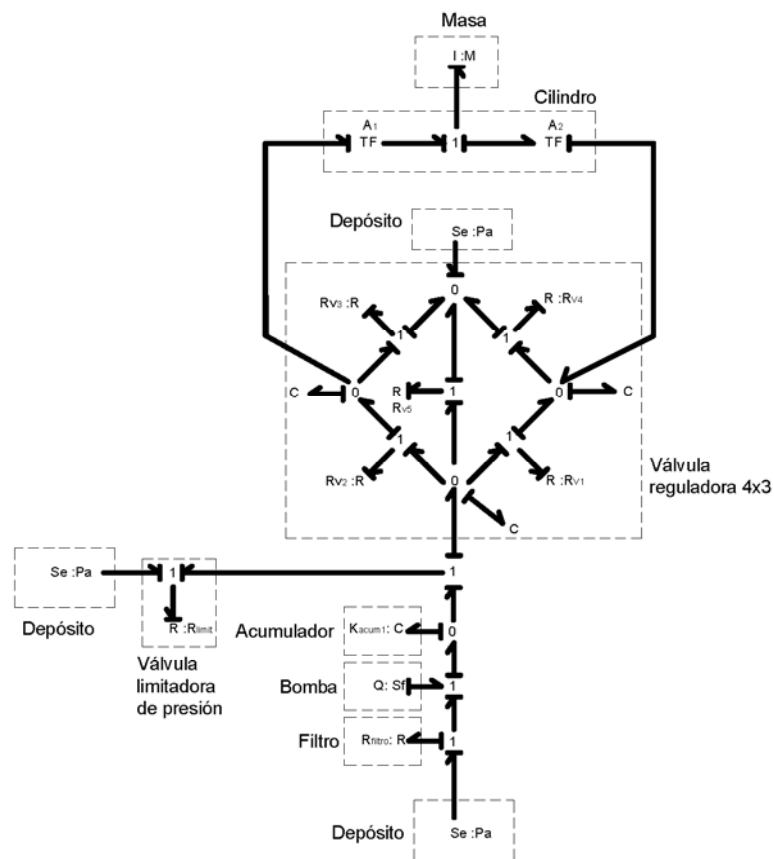 Masa
I :M
Cilindro
A1
TF
1
A2
TF
Depósito
Se :Pa
0
RV3 :R
R :RV4
1
1
C
0
R
RV5
1
0
C
1
1
RV2 :R
R :RV1
0
C
Válvula
reguladora 4x3
Se :Pa
1
1
Depósito
R :Rlimit
Válvula
limitadora
de presión
Acumulador
Kacum1: C
0
Bomba
Q: Sf
1
Filtro
Rfiltro: R
1
Depósito
Se :Pa